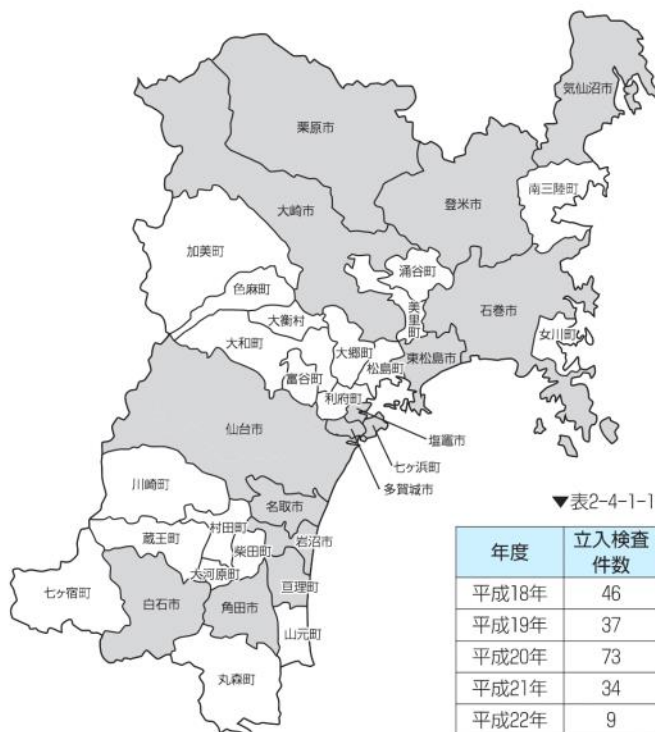 気仙沼市
栗原市
南三陸町
登米市
大崎市
加美町
涌谷町
色麻町
美里町
石巻市
大衡村
女川町
大和町
大郷町
東松島市
松島町
富谷町
利府町
仙台市
塩竈市
七ヶ浜町
多賀城市
川崎町
名取市
村田町
岩沼市
蔵王町
柴田町
大河原町
亘理町
七ヶ宿町
白石市
角田市
山元町
丸森町
▼表2-4-1-1
年度 立入検査件数
平成18年 46
平成19年 37
平成20年 73
平成21年 34
平成22年 9